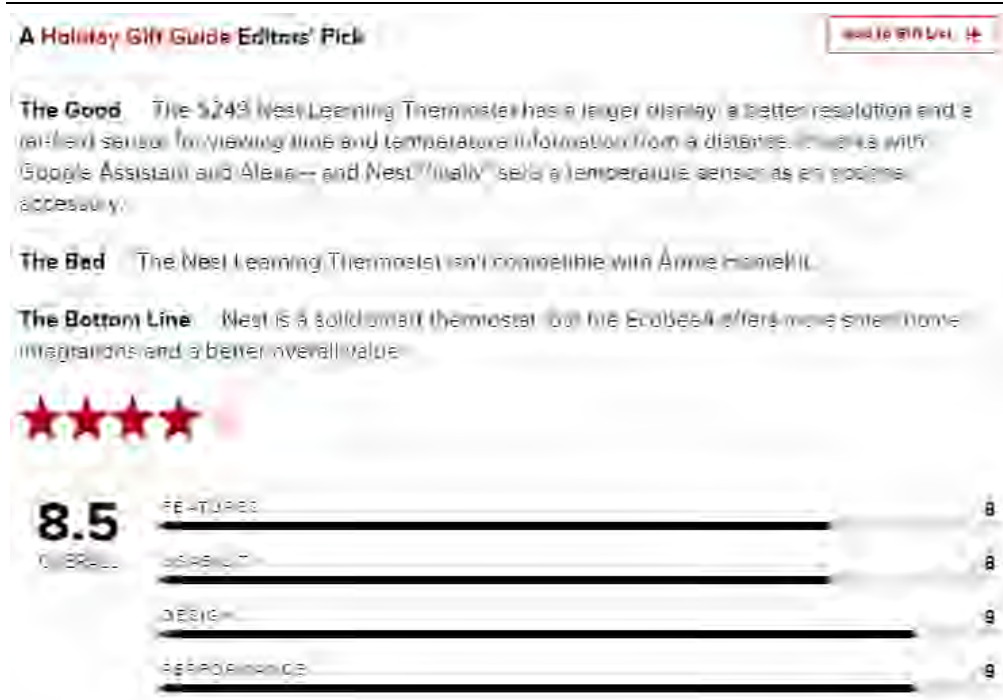 A Holiday Gift Guide Editors' Pick
Add to Gift List +
The Good The $249 Nest Learning Thermostat has a larger display, a better resolution and a
far-field sensor for viewing time and temperature information from a distance. It works with
Google Assistant and Alexa -- and Nest "finally" sells a temperature sensor as an optional
accessory.
The Bad The Nest Learning Thermostat isn't compatible with Apple HomeKit.
The Bottom Line Nest is a solid smart thermostat, but the Ecobee4 offers more smart home
integrations and a better overall value.
8.5
OVERALL
FEATURES 8
USABILITY 8
DESIGN 9
PERFORMANCE 9